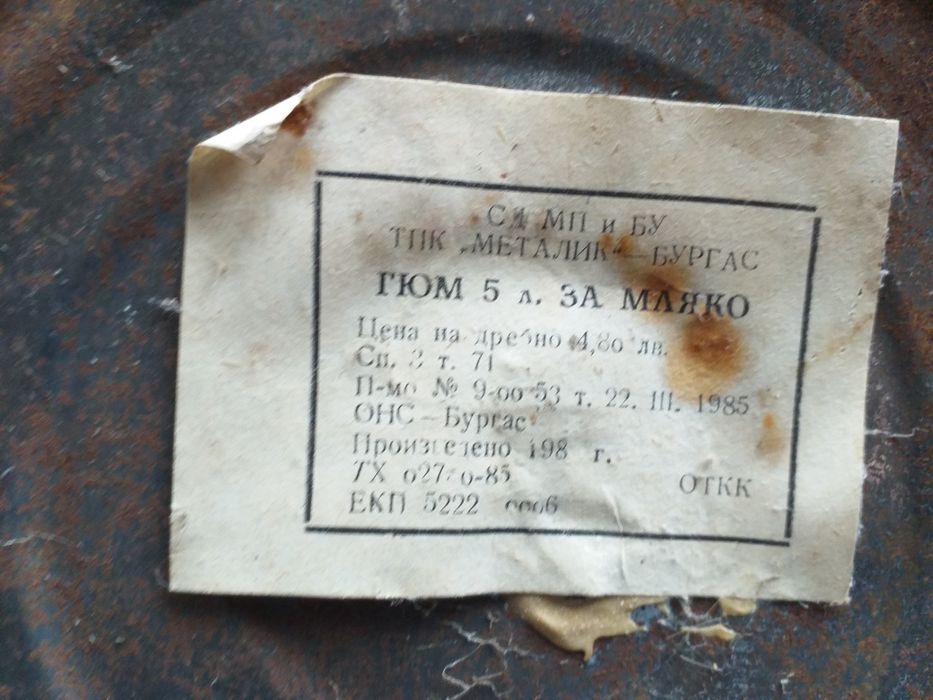 МП и БУ
ТПК „МЕТАЛИК“—БУРГАС
ГЮМ 5 л. ЗА МЛЯКО
Цена на дребно 4,80 лв.
Сп. 3 т. 71
П-мо № 9-00-53 т. 22. III. 1985
ОНС—Бургас
Произведено 198 г.
ОТКК
ЕКП 5222 0006